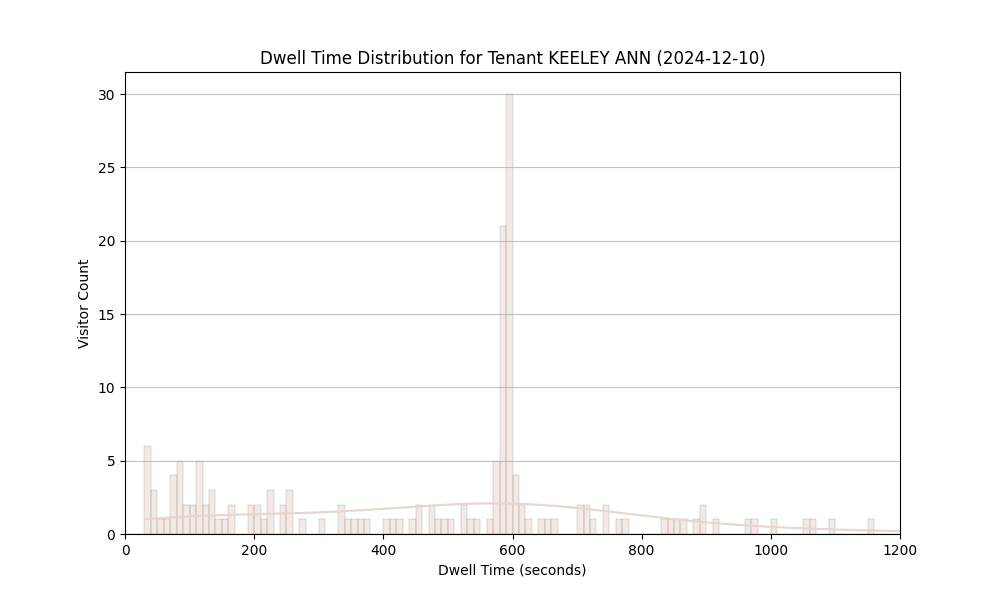 Dwell Time Distribution for Tenant KEELEY ANN (2024-12-10)
30
25
20
15
10
5
0
Visitor Count
0 200 400 600 800 1000 1200
Dwell Time (seconds)